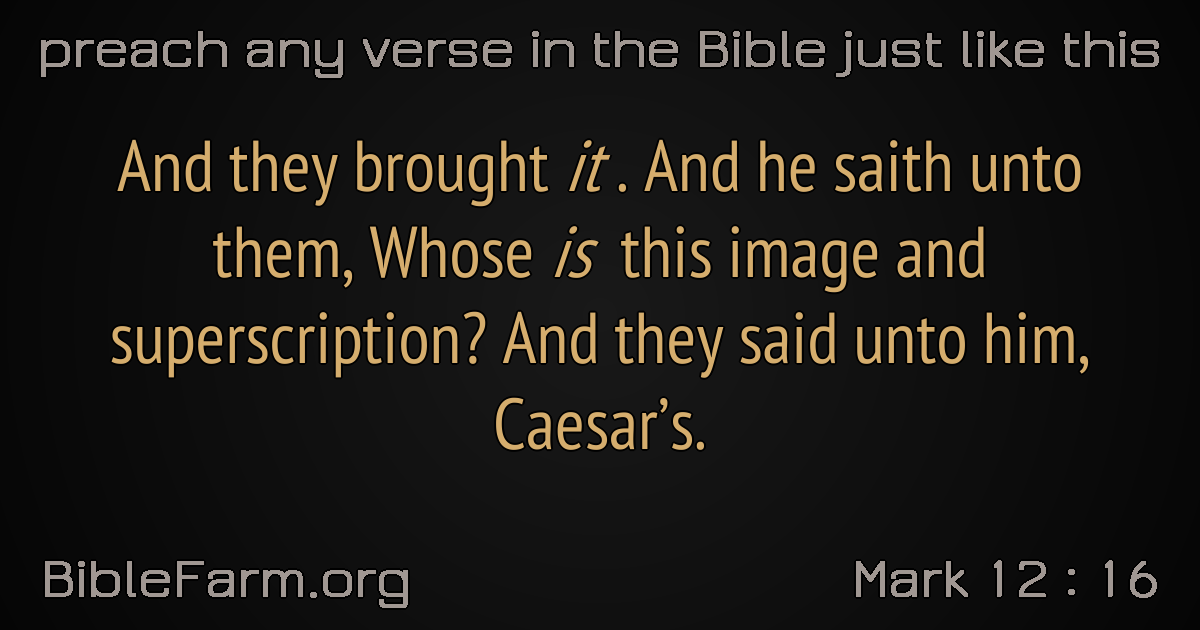 preach any verse in the Bible just like this
And they brought it . And he saith unto
them, Whose is this image and
superscription? And they said unto him,
Caesar’s.
BibleFarm.org
Mark 12 : 16